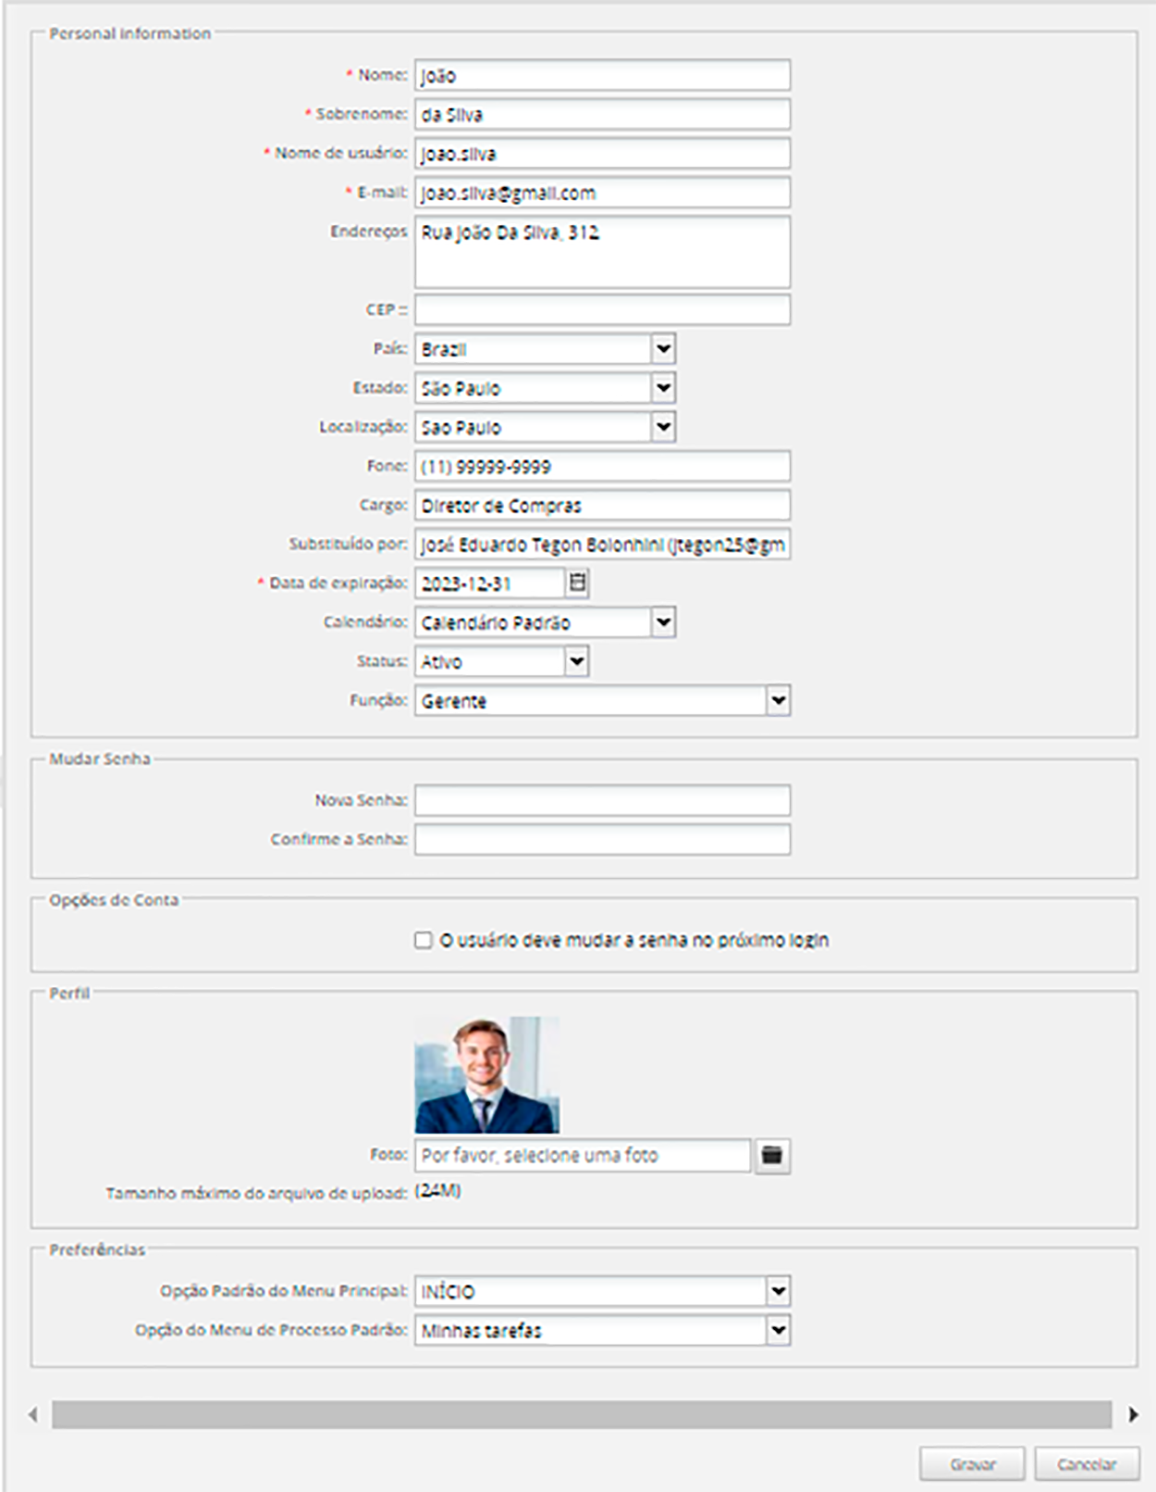 Personal Information
* Nome: João
* Sobrenome: da Silva
* Nome de usuário: joao.silva
* E-mail: joao.silva@gmail.com
Endereços Rua João Da Silva, 312
CEP ::
País: Brazil
Estado: São Paulo
Localização: Sao Paulo
Fone: (11) 99999-9999
Cargo: Diretor de Compras
Substituído por: José Eduardo Tegon Bolonhini (jtegon25@gm
* Data de expiração: 2023-12-31
Calendário: Calendário Padrão
Status: Ativo
Função: Gerente
Mudar Senha
Nova Senha:
Confirme a Senha:
Opções de Conta
O usuário deve mudar a senha no próximo login
Perfil
Foto: Por favor, selecione uma foto
Tamanho máximo do arquivo de upload: (24M)
Preferências
Opção Padrão do Menu Principal: INÍCIO
Opção do Menu de Processo Padrão: Minhas tarefas
Gravar Cancelar